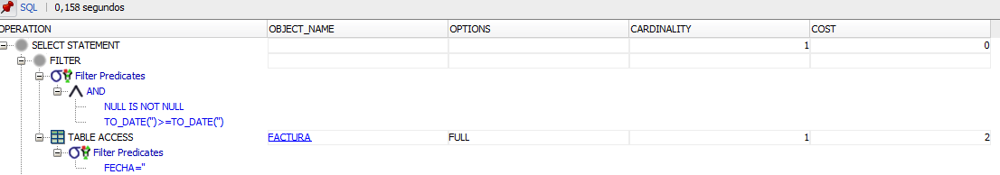 SQL | 0,158 segundos
OPERATION OBJECT_NAME OPTIONS CARDINALITY COST
SELECT STATEMENT 1 0
FILTER
Filter Predicates
AND
NULL IS NOT NULL
TO_DATE('')>=TO_DATE('')
TABLE ACCESS FACTURA FULL 1 2
Filter Predicates
FECHA=''